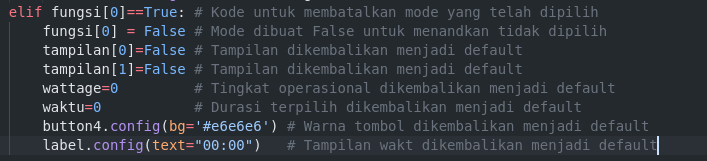 elif fungsi[0]==True: # Kode untuk membatalkan mode yang telah dipilih
    fungsi[0] = False # Mode dibuat False untuk menandkan tidak dipilih
    tampilan[0]=False # Tampilan dikembalikan menjadi default
    tampilan[1]=False # Tampilan dikembalikan menjadi default
    wattage=0         # Tingkat operasional dikembalikan menjadi default
    waktu=0           # Durasi terpilih dikembalikan menjadi default
    button4.config(bg='#e6e6e6') # Warna tombol dikembalikan menjadi default
    label.config(text="00:00")   # Tampilan wakt dikembalikan menjadi default